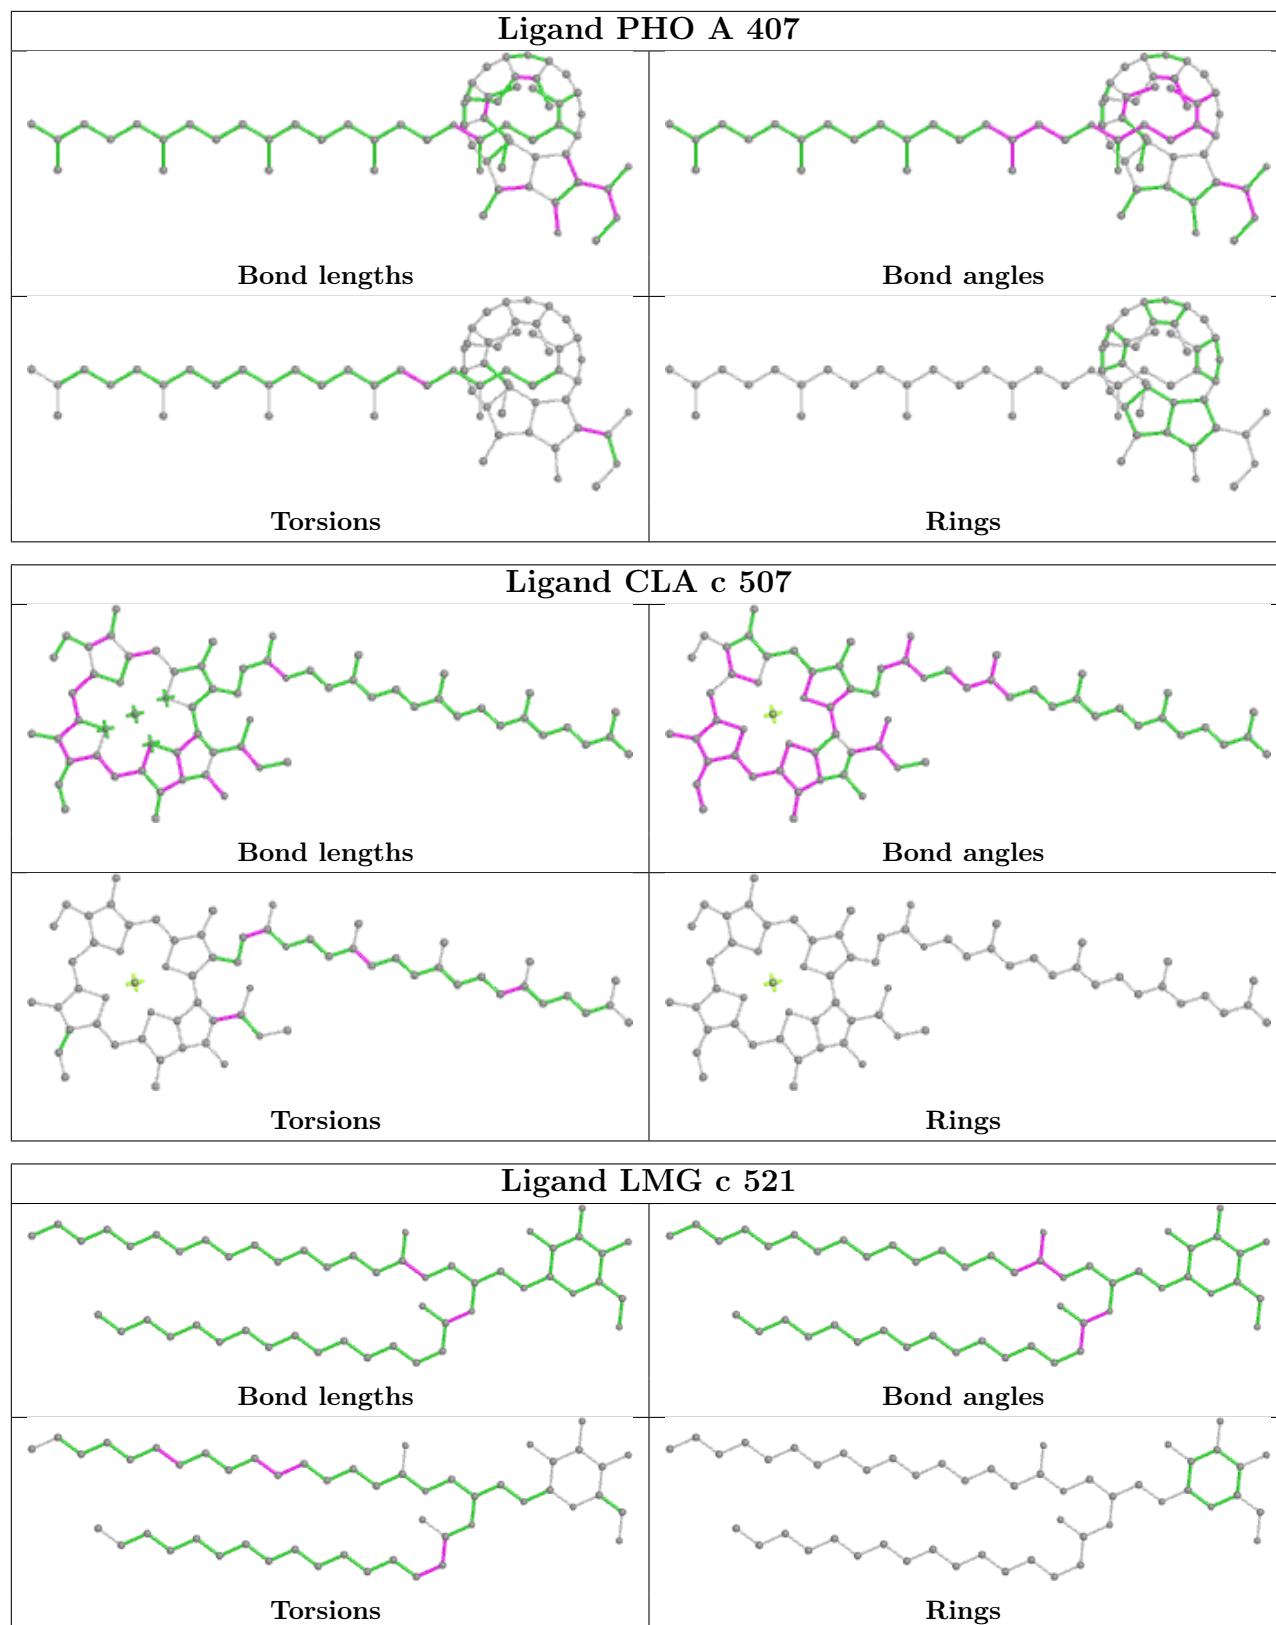 Ligand PHO A 407
Bond lengths
Bond angles
Torsions
Rings
Ligand CLA c 507
Bond lengths
Bond angles
Torsions
Rings
Ligand LMG c 521
Bond lengths
Bond angles
Torsions
Rings